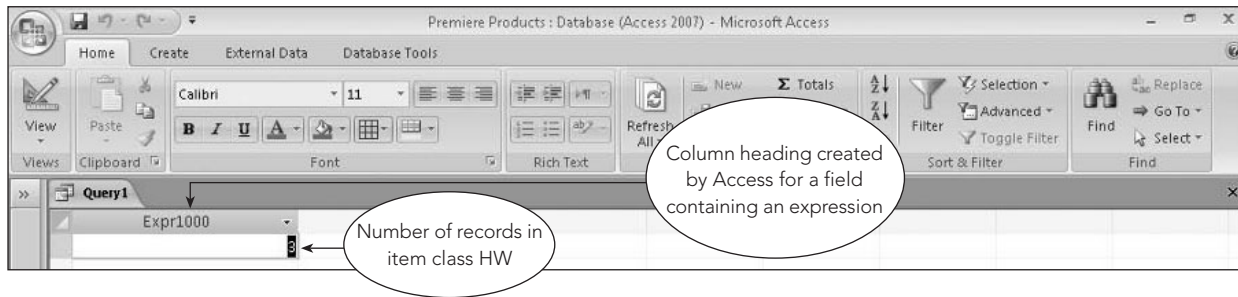 Premiere Products : Database (Access 2007) - Microsoft Access
Home Create External Data Database Tools
View
Paste
Calibri 11
B I U A
Refresh All
New
Σ Totals
Filter
Selection
Advanced
Toggle Filter
Find
Replace
Go To
Select
Views Clipboard Font Rich Text Sort & Filter Find
Query1
Expr1000
3
Number of records in
item class HW
Column heading created
by Access for a field
containing an expression